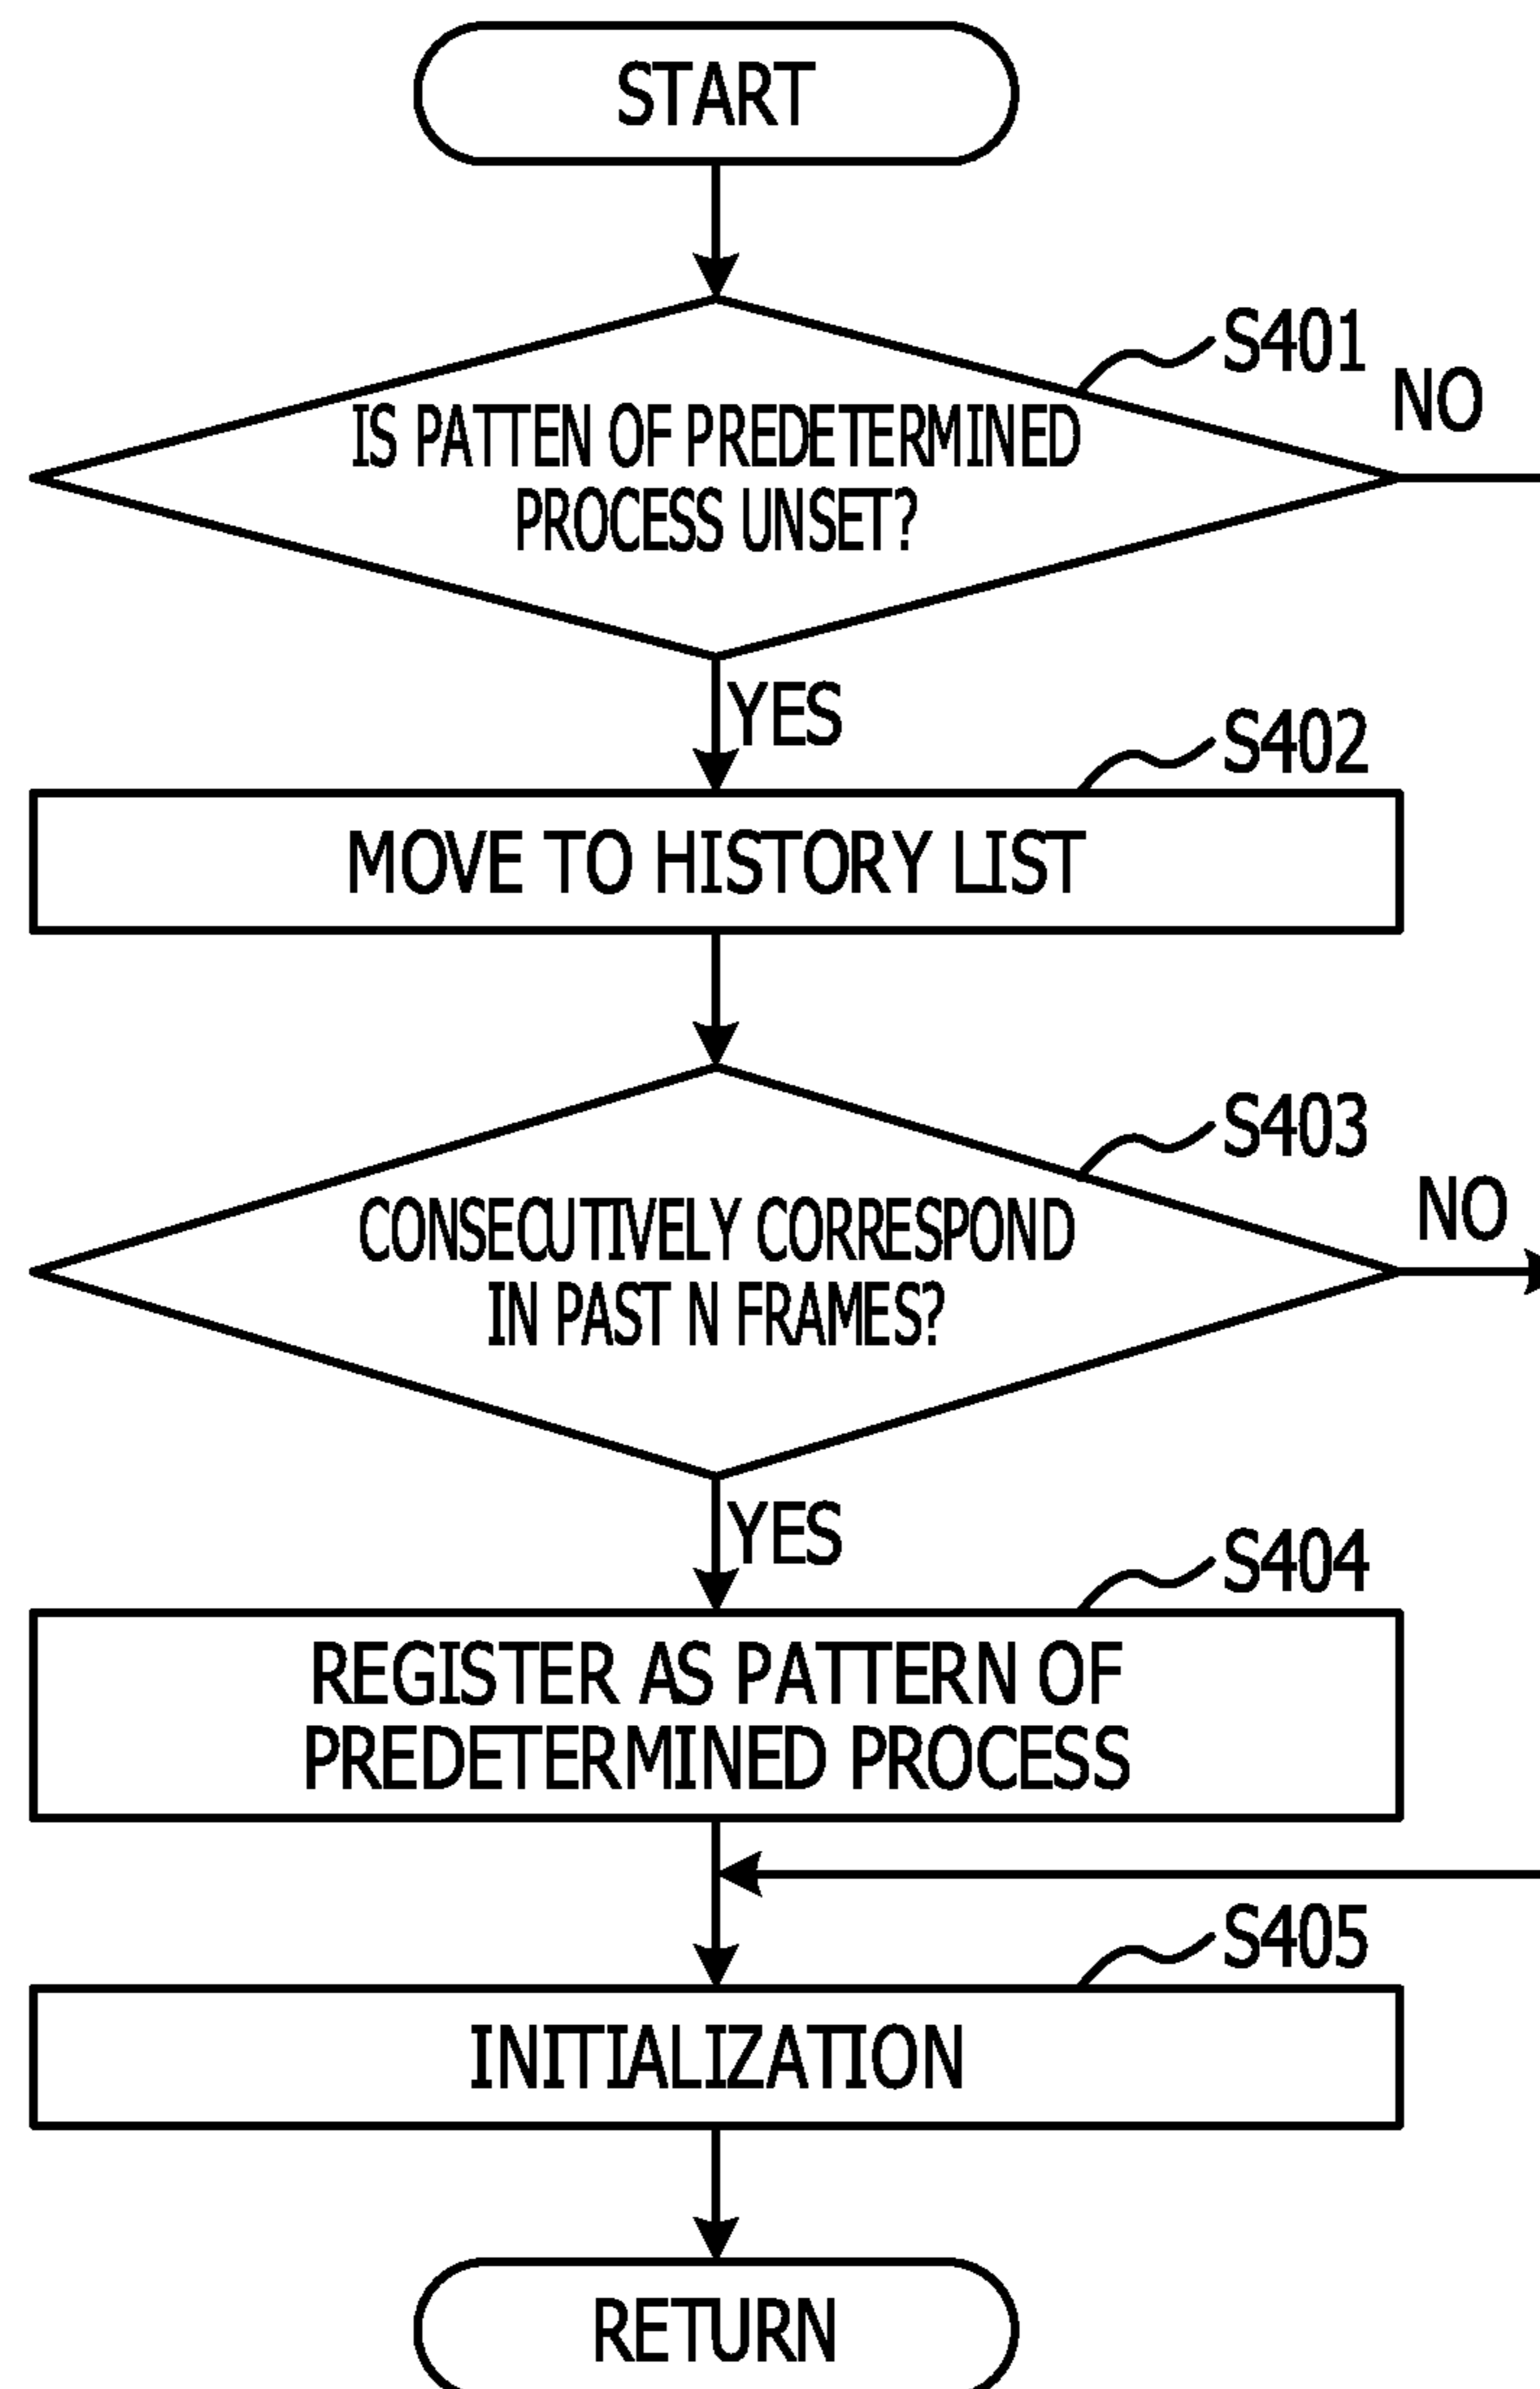 START
S401
NO
IS PATTEN OF PREDETERMINED
PROCESS UNSET?
YES
S402
MOVE TO HISTORY LIST
S403
NO
CONSECUTIVELY CORRESPOND
IN PAST N FRAMES?
YES
S404
REGISTER AS PATTERN OF
PREDETERMINED PROCESS
S405
INITIALIZATION
RETURN